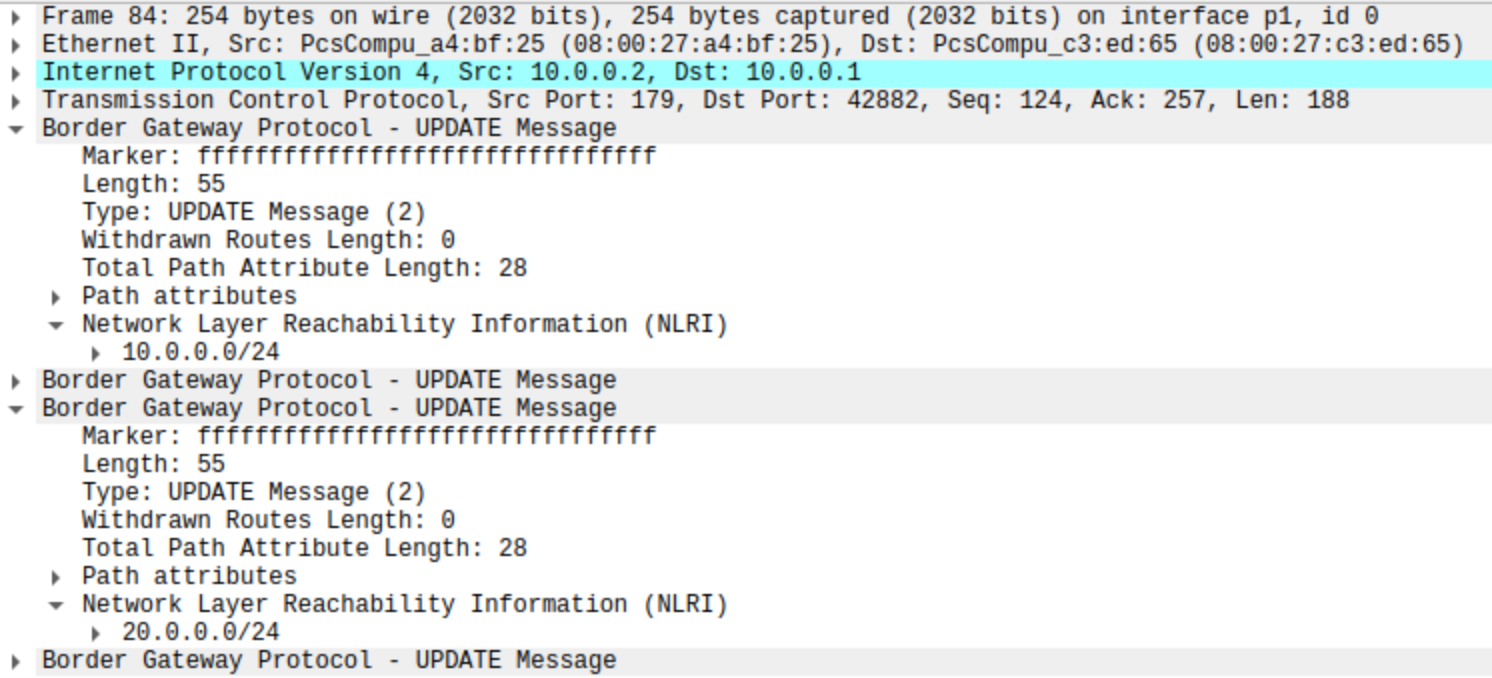 Frame 84: 254 bytes on wire (2032 bits), 254 bytes captured (2032 bits) on interface p1, id 0
Ethernet II, Src: PcsCompu_a4:bf:25 (08:00:27:a4:bf:25), Dst: PcsCompu_c3:ed:65 (08:00:27:c3:ed:65)
Internet Protocol Version 4, Src: 10.0.0.2, Dst: 10.0.0.1
Transmission Control Protocol, Src Port: 179, Dst Port: 42882, Seq: 124, Ack: 257, Len: 188
Border Gateway Protocol - UPDATE Message
Marker: ffffffffffffffffffffffffffffffff
Length: 55
Type: UPDATE Message (2)
Withdrawn Routes Length: 0
Total Path Attribute Length: 28
Path attributes
Network Layer Reachability Information (NLRI)
10.0.0.0/24
Border Gateway Protocol - UPDATE Message
Border Gateway Protocol - UPDATE Message
Marker: ffffffffffffffffffffffffffffffff
Length: 55
Type: UPDATE Message (2)
Withdrawn Routes Length: 0
Total Path Attribute Length: 28
Path attributes
Network Layer Reachability Information (NLRI)
20.0.0.0/24
Border Gateway Protocol - UPDATE Message